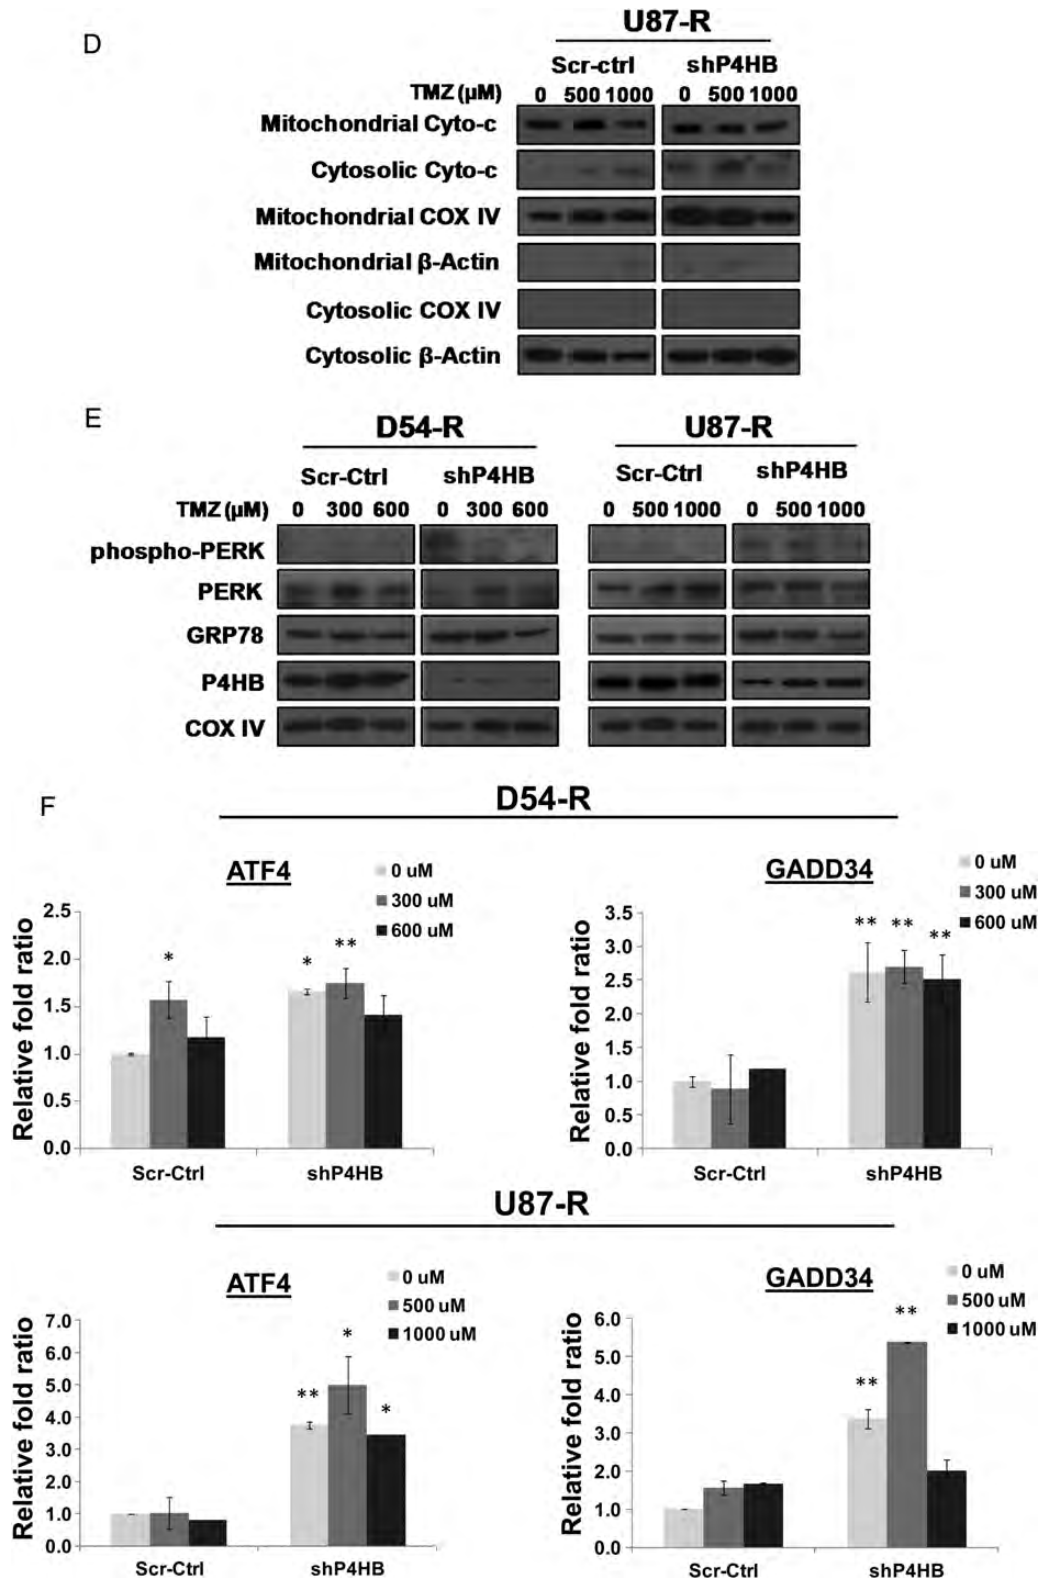 D
U87-R
Scr-ctrl shP4HB
TMZ (µM) 0 500 1000 0 500 1000
Mitochondrial Cyto-c
Cytosolic Cyto-c
Mitochondrial COX IV
Mitochondrial β-Actin
Cytosolic COX IV
Cytosolic β-Actin
E
D54-R U87-R
Scr-Ctrl shP4HB Scr-Ctrl shP4HB
TMZ (µM) 0 300 600 0 300 600 0 500 1000 0 500 1000
phospho-PERK
PERK
GRP78
P4HB
COX IV
F
D54-R
ATF4
0 uM
300 uM
600 uM
Relative fold ratio
2.5
2.0
1.5
1.0
0.5
0.0
*
*
**
Scr-Ctrl shP4HB
GADD34
0 uM
300 uM
600 uM
Relative fold ratio
3.5
3.0
2.5
2.0
1.5
1.0
0.5
0.0
** ** **
Scr-Ctrl shP4HB
U87-R
ATF4
0 uM
500 uM
1000 uM
Relative fold ratio
7.0
6.0
5.0
4.0
3.0
2.0
1.0
0.0
**
*
*
Scr-Ctrl shP4HB
GADD34
0 uM
500 uM
1000 uM
Relative fold ratio
6.0
5.0
4.0
3.0
2.0
1.0
0.0
**
**
Scr-Ctrl shP4HB